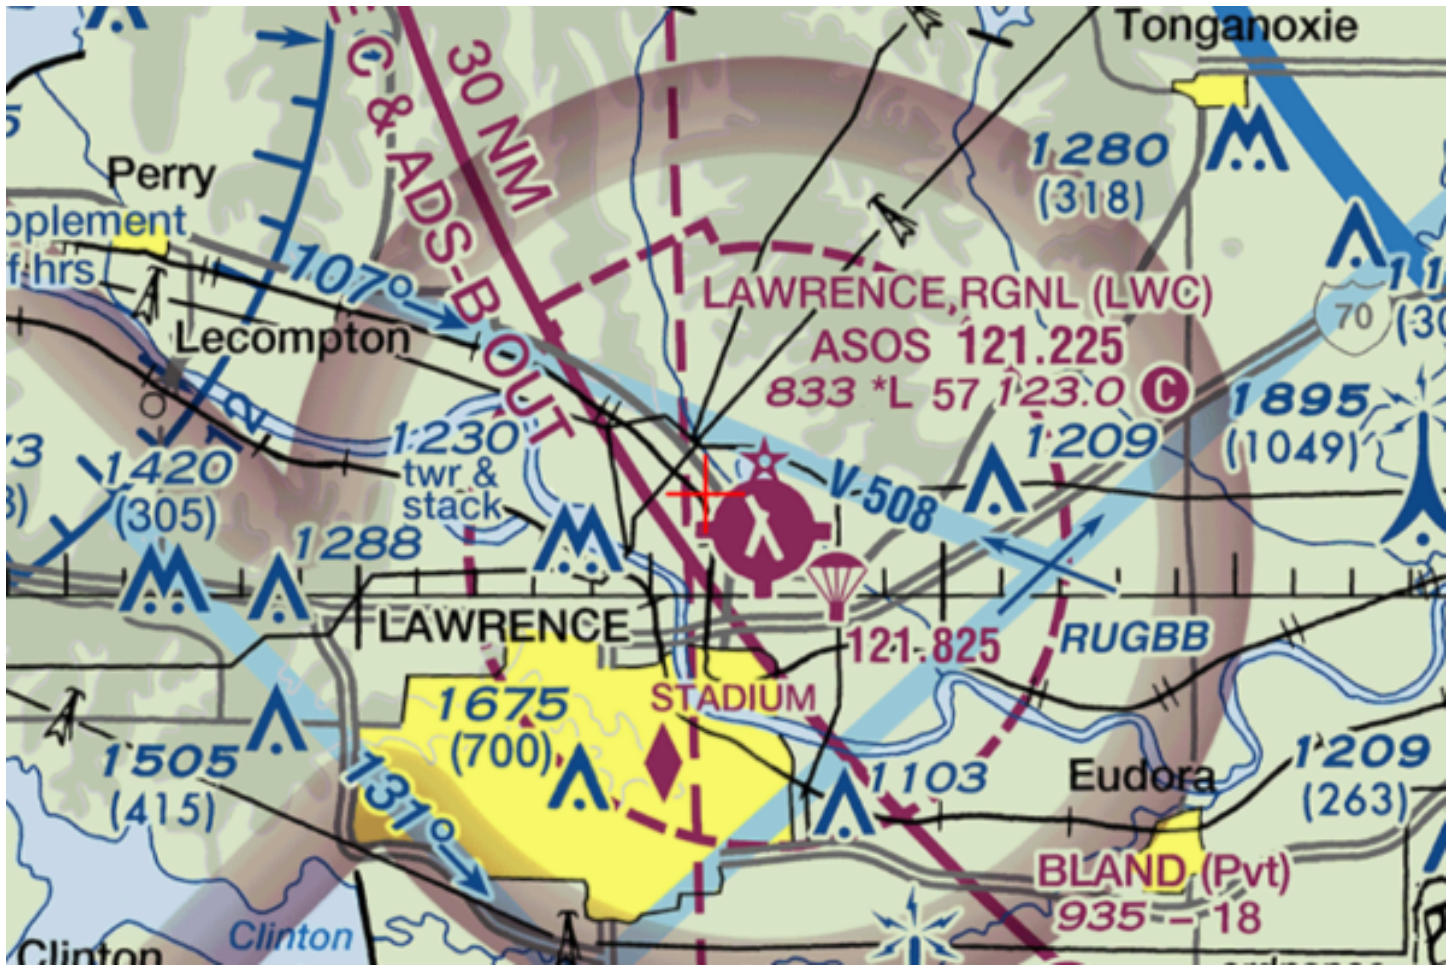 Tonganoxie
30 NM
C & ADS-B OUT
1280
(318)
Perry
pplement
f hrs
107°
LAWRENCE RGNL (LWC)
ASOS 121.225
833 *L 57 123.0 C
70
Lecompton
1895
(1049)
1230
twr &
stack
1209
1420
(305)
V 508
1288
LAWRENCE
121.825
RUGBB
STADIUM
1675
(700)
1505
(415)
131°
1103
Eudora
1209
(263)
BLAND (Pvt)
935 – 18
Clinton
Clinton